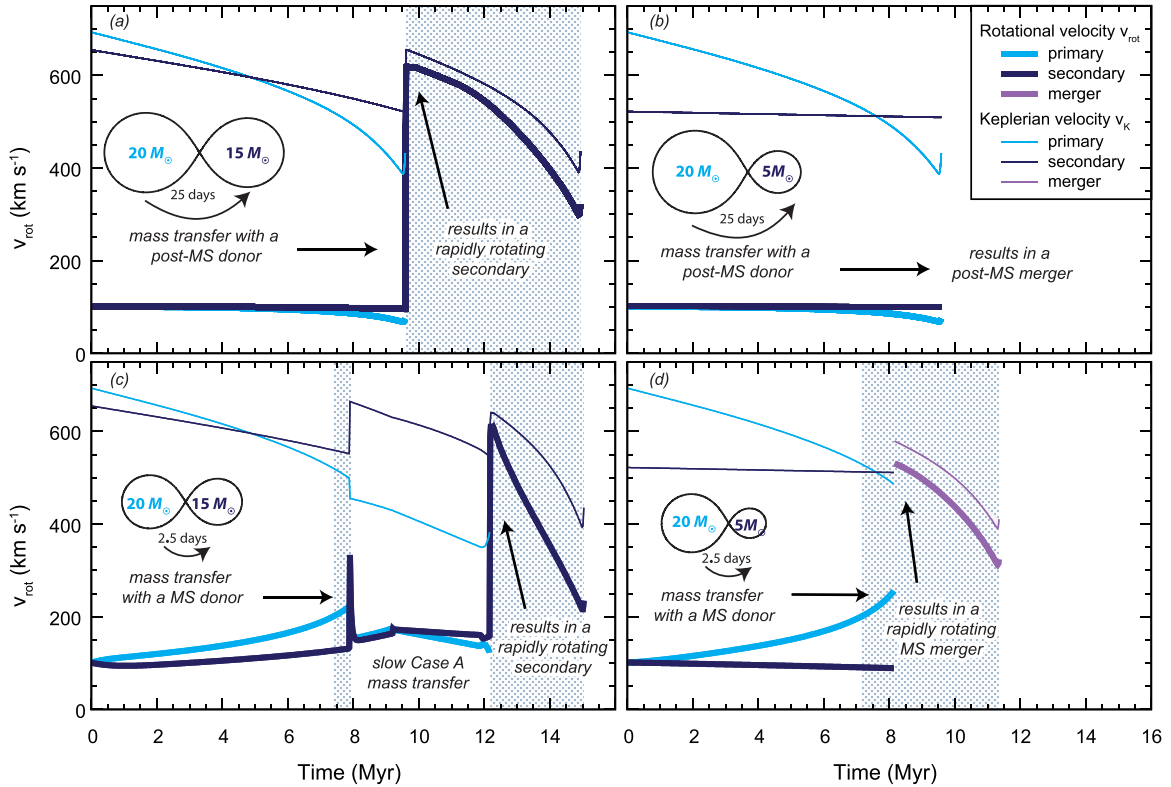 (a)
20 M☉
15 M☉
25 days
mass transfer with a
post-MS donor
results in a
rapidly rotating
secondary
v_rot (km s⁻¹)
600
400
200
0
(b)
20 M☉
5M☉
25 days
mass transfer with a
post-MS donor
results in a
post-MS merger
Rotational velocity v_rot
primary
secondary
merger
Keplerian velocity v_K
primary
secondary
merger
(c)
20 M☉
15 M☉
2.5 days
mass transfer
with a MS donor
slow Case A
mass transfer
results in a
rapidly rotating
secondary
v_rot (km s⁻¹)
600
400
200
0
0 2 4 6 8 10 12 14
Time (Myr)
(d)
20 M☉
5M☉
2.5 days
mass transfer
with a MS donor
results in a
rapidly rotating
MS merger
0 2 4 6 8 10 12 14 16
Time (Myr)